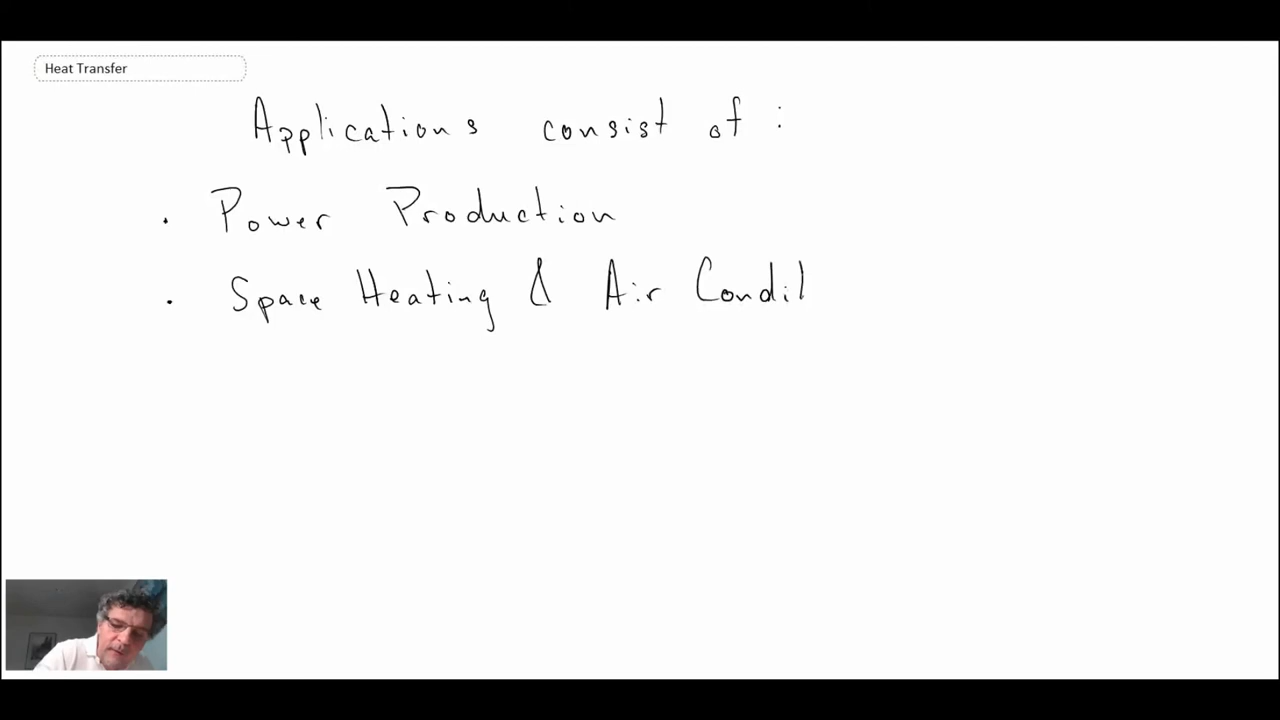 Heat Transfer
Applications consist of :
· Power Production
· Space Heating & Air Condit